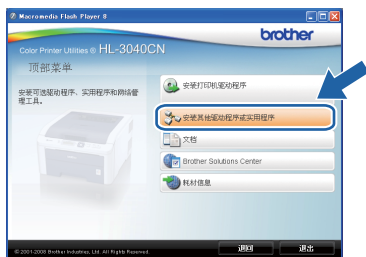 Macromedia Flash Player 8
brother
Color Printer Utilities ® HL-3040CN
顶部菜单
安装可选驱动程序、实用程序和网络管
理工具。
安装打印机驱动程序
安装其他驱动程序或实用程序
文档
Brother Solutions Center
耗材信息
© 2001-2008 Brother Industries, Ltd. All Rights Reserved.
退回
退出